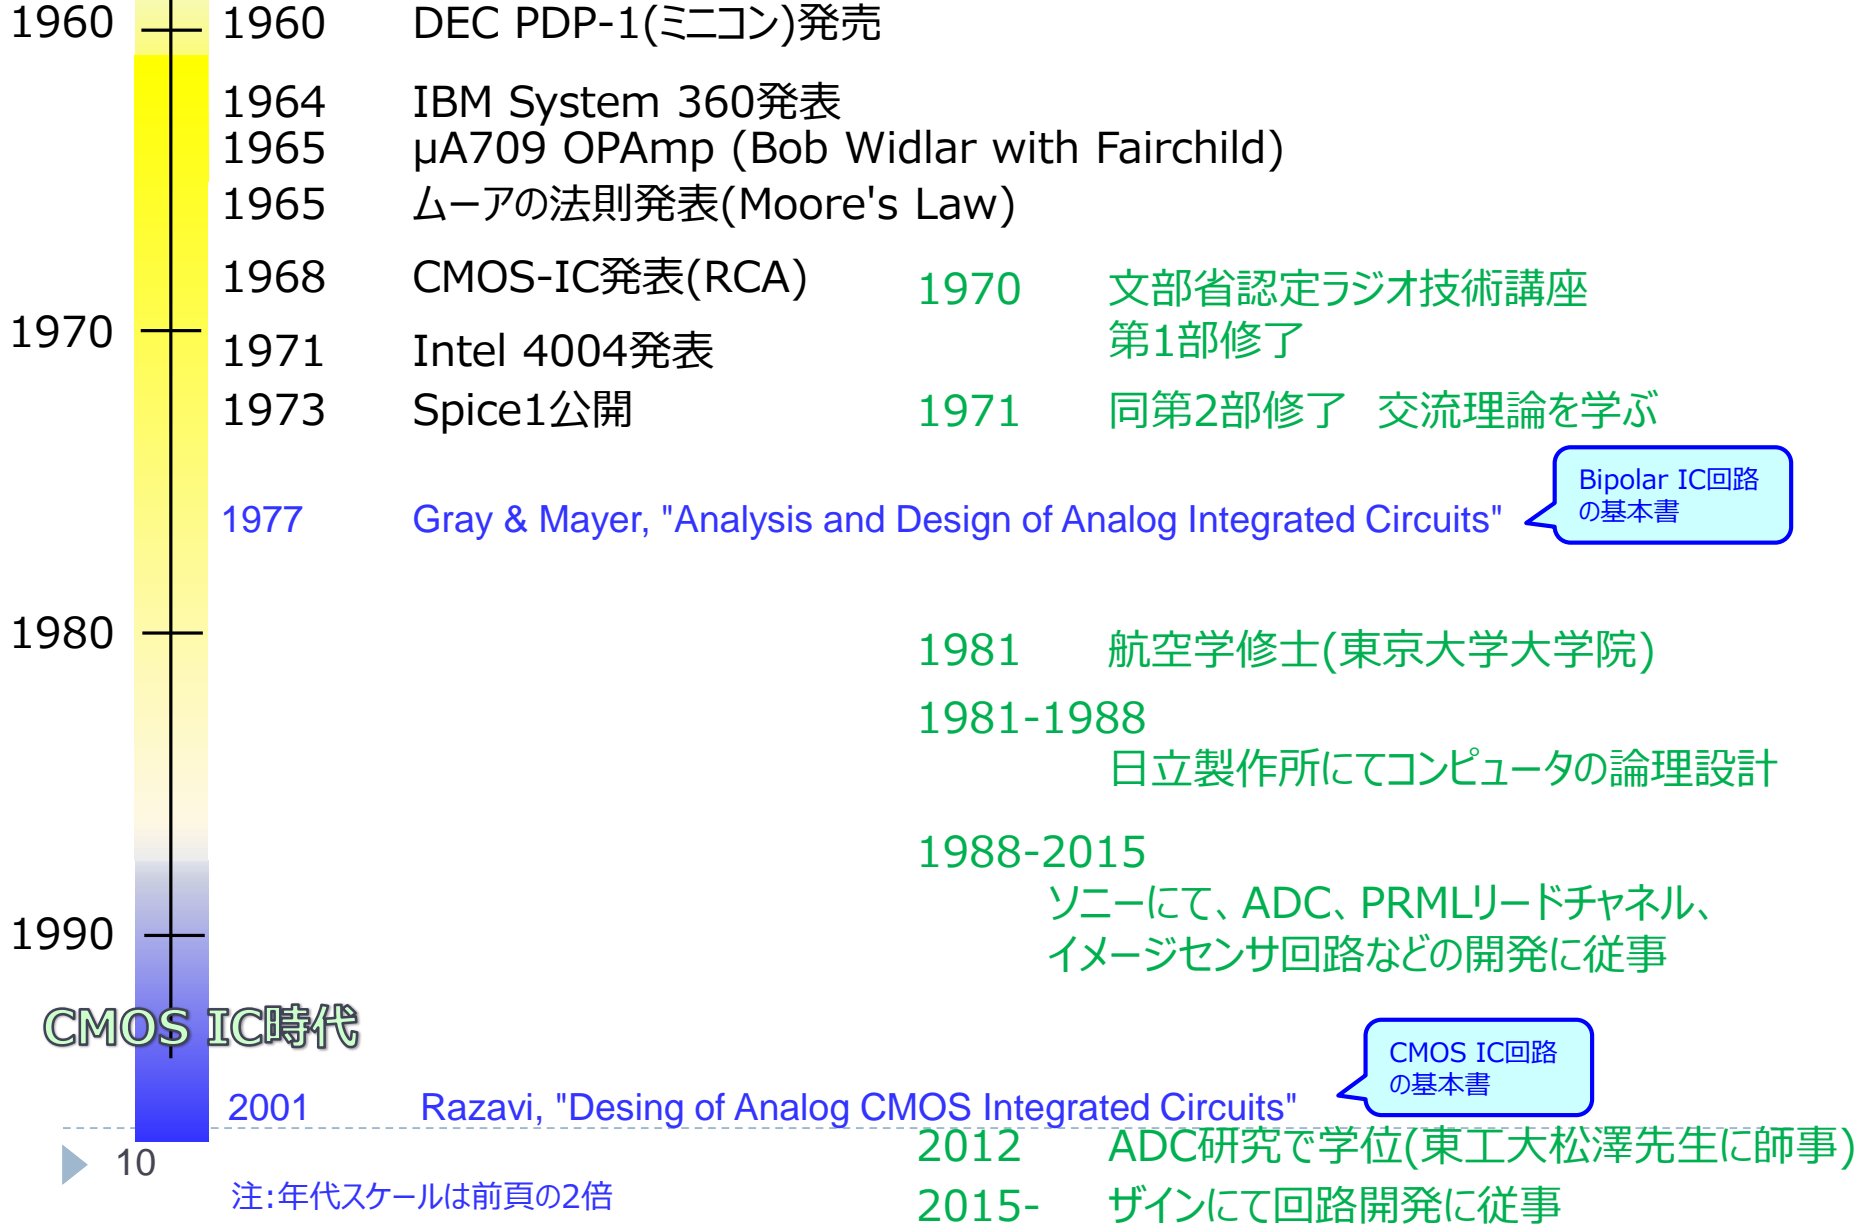 1960
1960 DEC PDP-1(ミニコン)発売
1964 IBM System 360発表
1965 μA709 OPAmp (Bob Widlar with Fairchild)
1965 ムーアの法則発表(Moore's Law)
1968 CMOS-IC発表(RCA)
1970 文部省認定ラジオ技術講座
第1部修了
1970
1971 Intel 4004発表
1973 Spice1公開
1971 同第2部修了 交流理論を学ぶ
Bipolar IC回路
の基本書
1977 Gray & Mayer, "Analysis and Design of Analog Integrated Circuits"
1980
1981 航空学修士(東京大学大学院)
1981-1988
日立製作所にてコンピュータの論理設計
1988-2015
ソニーにて、ADC、PRMLリードチャネル、
イメージセンサ回路などの開発に従事
1990
CMOS IC時代
CMOS IC回路
の基本書
2001 Razavi, "Desing of Analog CMOS Integrated Circuits"
2012 ADC研究で学位(東工大松澤先生に師事)
10
注:年代スケールは前頁の2倍
2015- ザインにて回路開発に従事